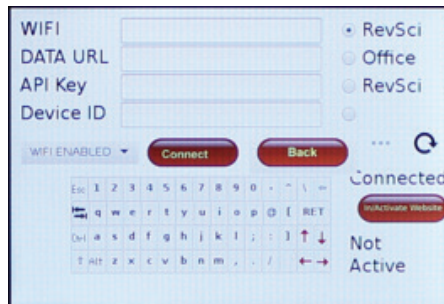 WIFI RevSci
DATA URL Office
API Key RevSci
Device ID
WIFI ENABLED Connect Back ...
Connected
Esc 1 2 3 4 5 6 7 8 9 0 - ^ \
q w e r t y u i o p @ [ RET
In/Activate Website
Ctrl a s d f g h j k l ; : ]
Not
Alt z x c v b n m , . /
Active